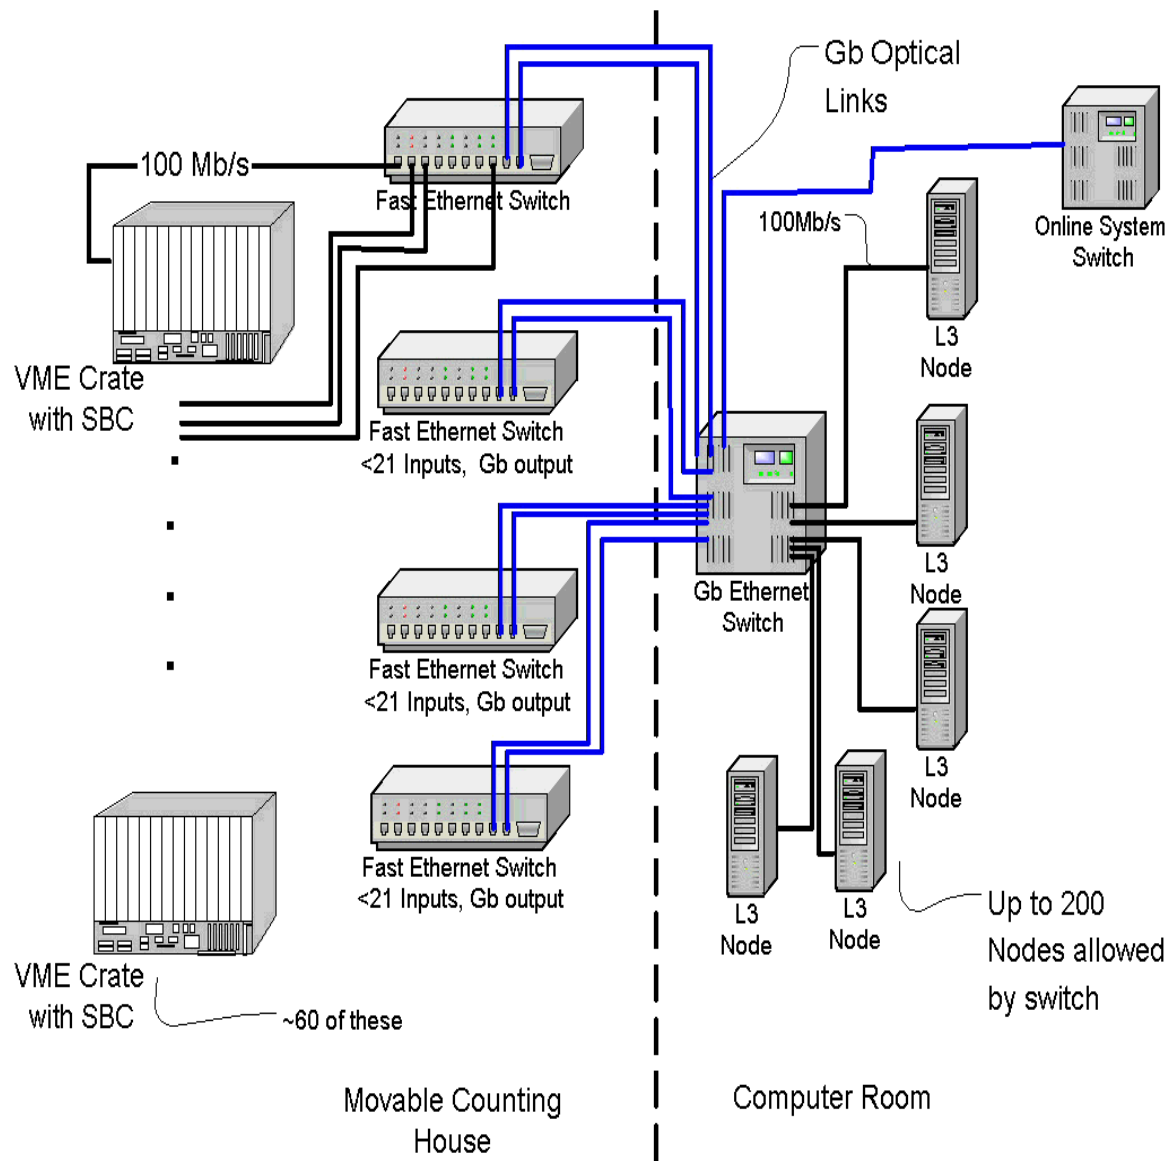 Gb Optical
Links
100 Mb/s
Fast Ethernet Switch
100Mb/s
Online System
Switch
L3
Node
VME Crate
with SBC
Fast Ethernet Switch
<21 Inputs, Gb output
L3
Node
Gb Ethernet
Switch
Fast Ethernet Switch
<21 Inputs, Gb output
L3
Node
Fast Ethernet Switch
<21 Inputs, Gb output
L3
Node
L3
Node
Up to 200
Nodes allowed
by switch
VME Crate
with SBC
~60 of these
Movable Counting
House
Computer Room